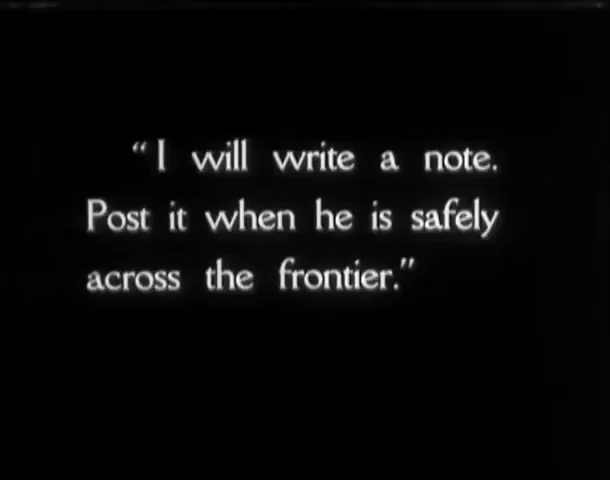 “I will write a note.
Post it when he is safely
across the frontier.”